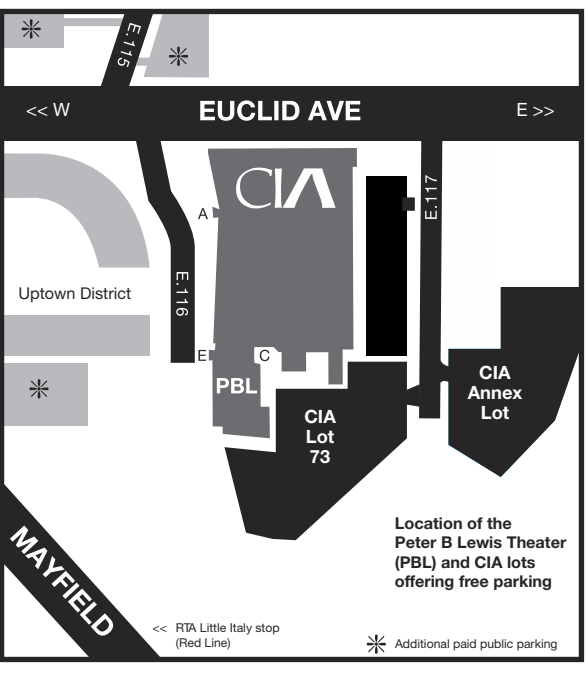 E.115
<< W
EUCLID AVE
E >>
CIA
A
E.117
E.116
Uptown District
E
C
PBL
CIA
Annex
Lot
CIA
Lot
73
Location of the
Peter B Lewis Theater
(PBL) and CIA lots
offering free parking
MAYFIELD
<< RTA Little Italy stop
(Red Line)
Additional paid public parking